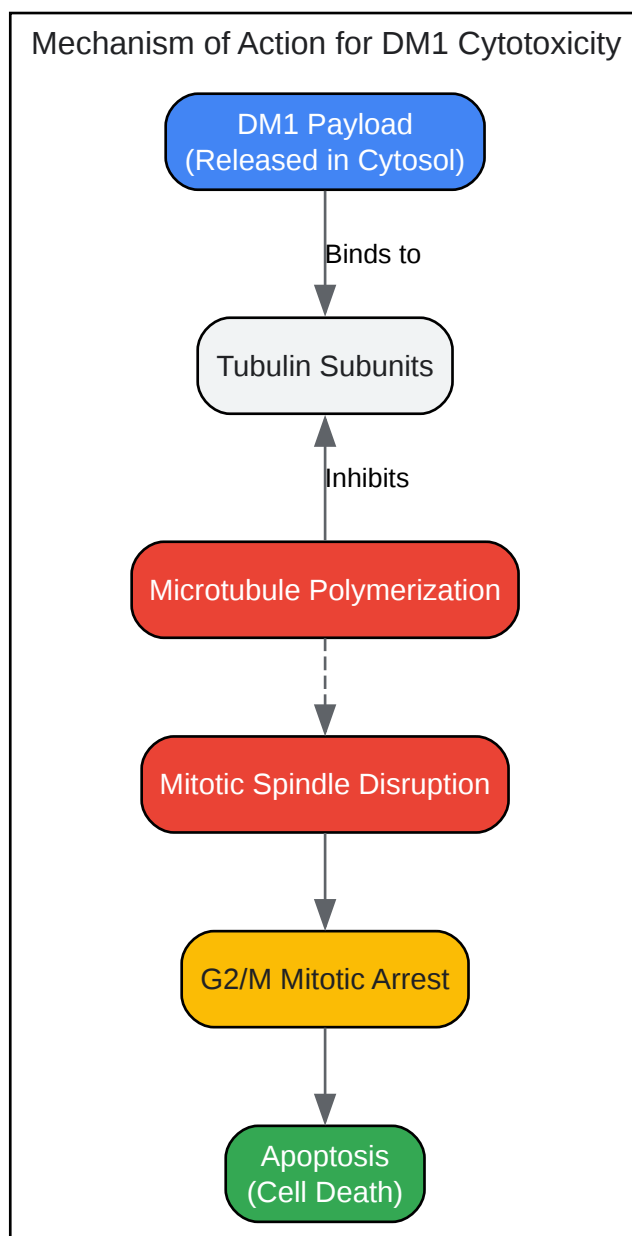 Mechanism of Action for DM1 Cytotoxicity
DM1 Payload
(Released in Cytosol)
Binds to
Tubulin Subunits
Inhibits
Microtubule Polymerization
Mitotic Spindle Disruption
G2/M Mitotic Arrest
Apoptosis
(Cell Death)